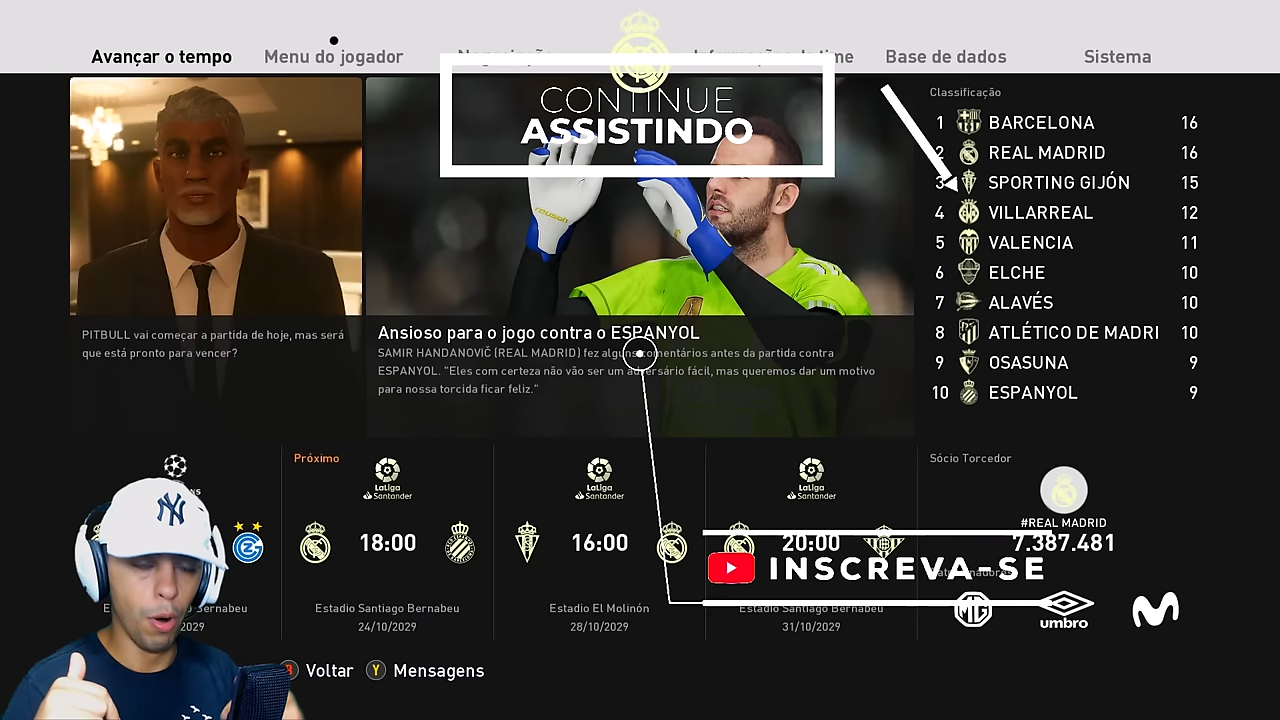 Avançar o tempo
Menu do jogador
Base de dados
Sistema
CONTINUE
ASSISTINDO
PITBULL vai começar a partida de hoje, mas será
que está pronto para vencer?
Ansioso para o jogo contra o ESPANYOL
SAMIR HANDANOVIČ (REAL MADRID) fez alguns comentários antes da partida contra
ESPANYOL. "Eles com certeza não vão ser um adversário fácil, mas queremos dar um motivo
para nossa torcida ficar feliz."
Classificação
1 BARCELONA 16
2 REAL MADRID 16
3 SPORTING GIJÓN 15
4 VILLARREAL 12
5 VALENCIA 11
6 ELCHE 10
7 ALAVÉS 10
8 ATLÉTICO DE MADRI 10
9 OSASUNA 9
10 ESPANYOL 9
Próximo
LaLiga
Santander
18:00
Estadio Santiago Bernabeu
24/10/2029
LaLiga
Santander
16:00
Estadio El Molinón
28/10/2029
LaLiga
Santander
20:00
Estadio Santiago Bernabeu
31/10/2029
Sócio Torcedor
#REAL MADRID
7.387.481
INSCREVA-SE
MG
umbro
NY
Voltar
Y Mensagens